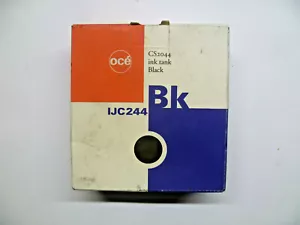 océ
CS2044
ink tank
Black
IJC244
Bk